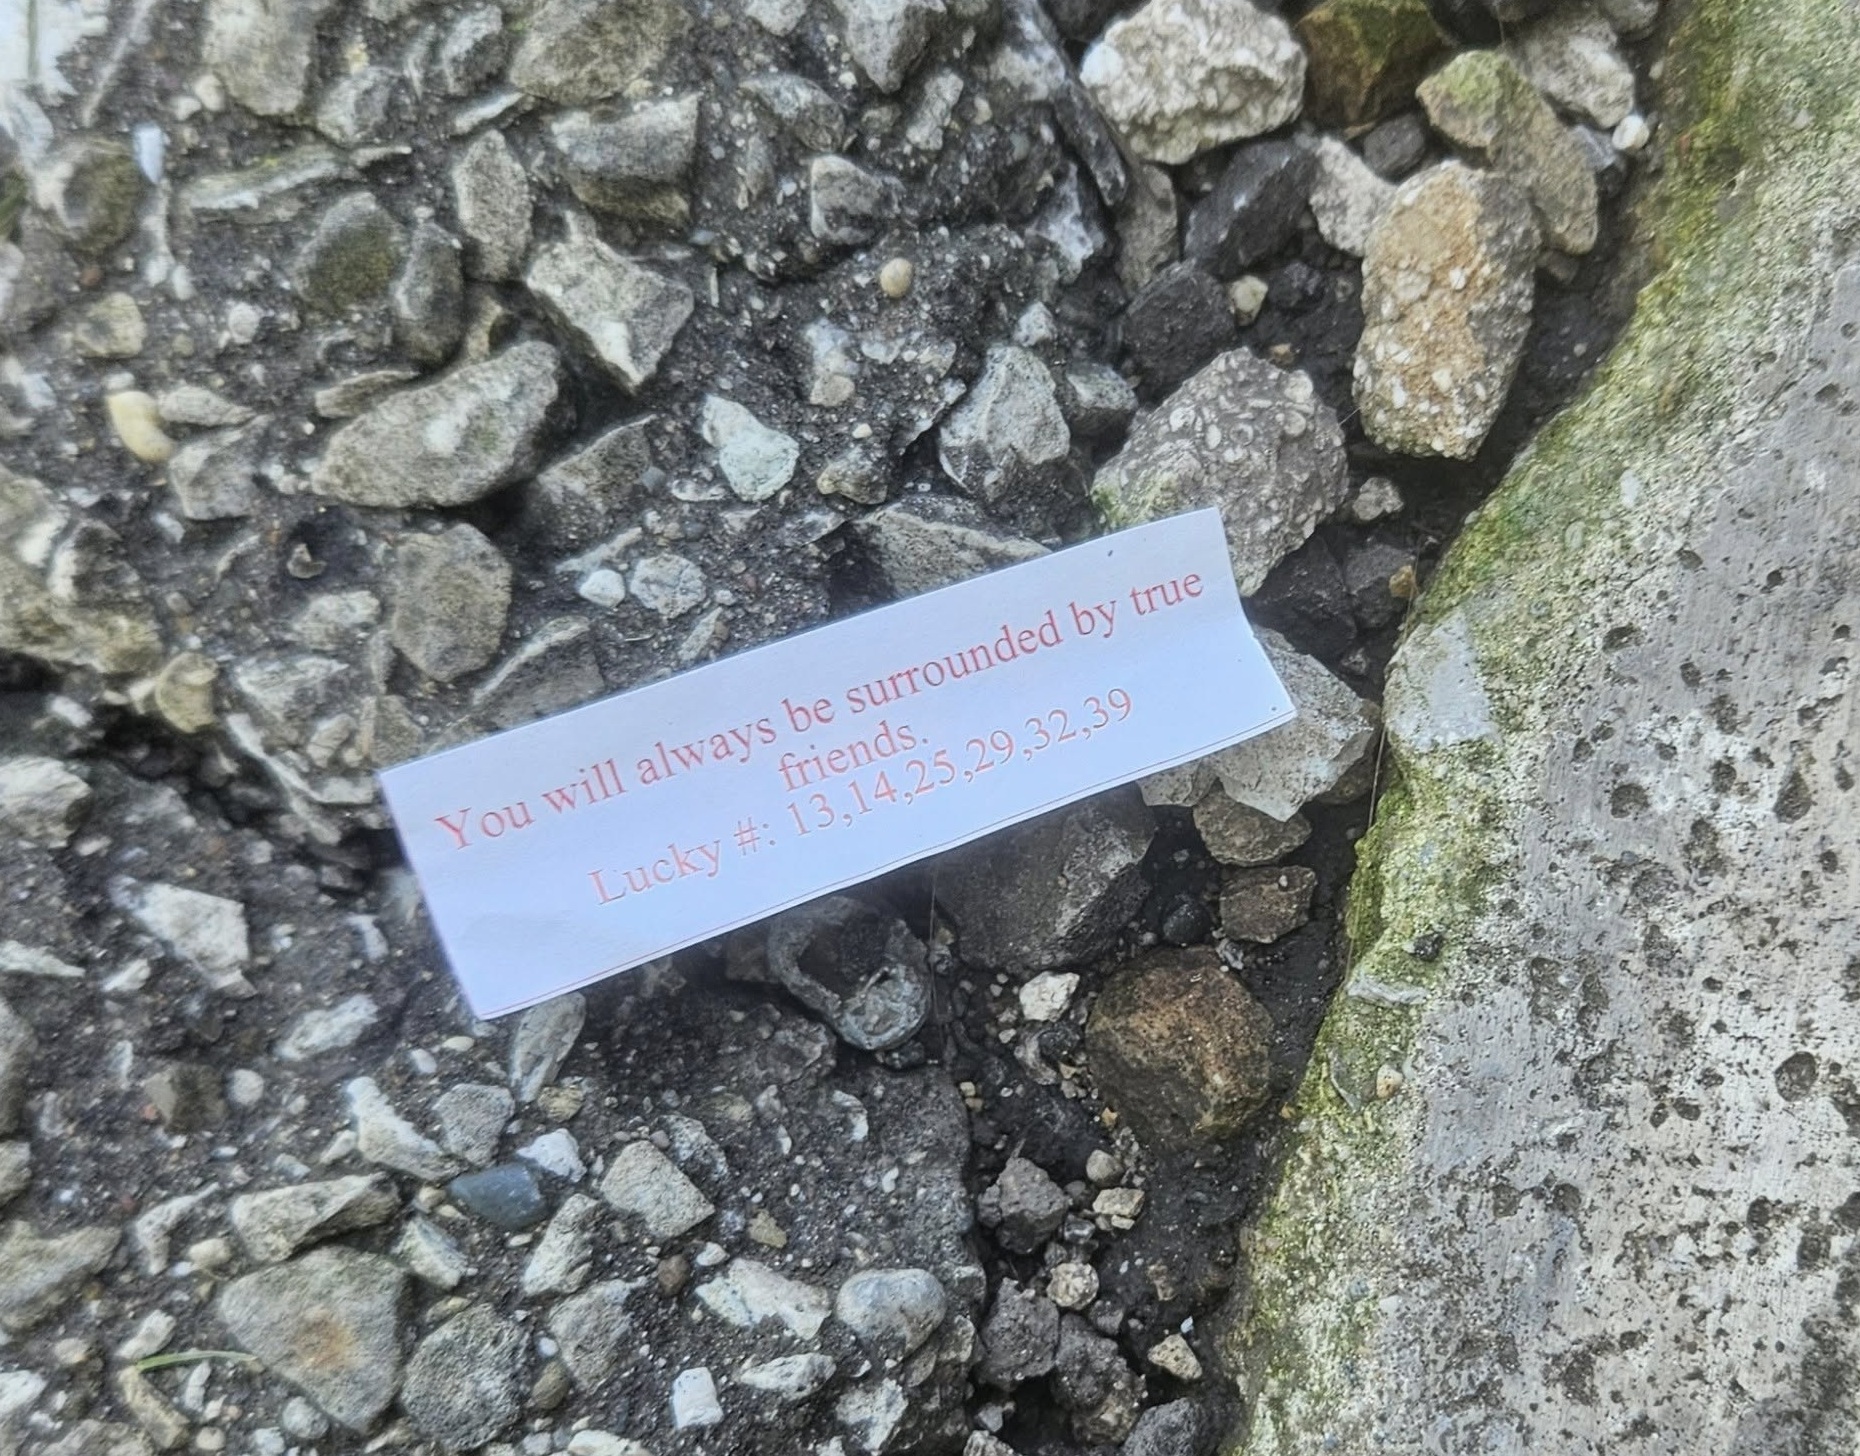 You will always be surrounded by true
friends.
Lucky #: 13,14,25,29,32,39